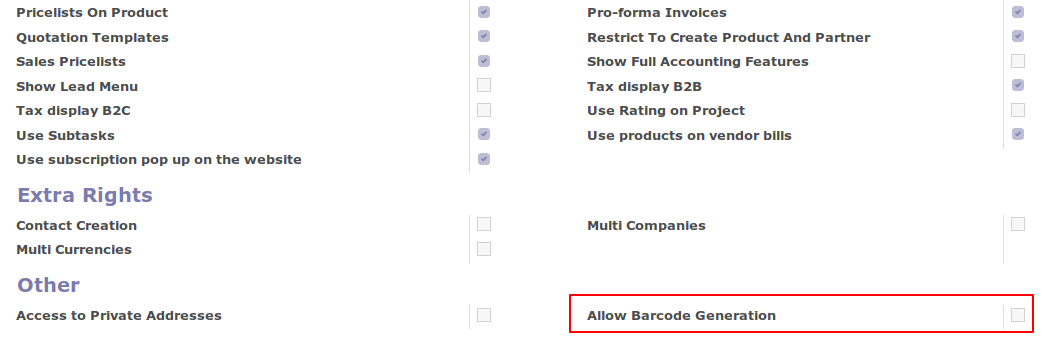 Pricelists On Product
Pro-forma Invoices
Quotation Templates
Restrict To Create Product And Partner
Sales Pricelists
Show Full Accounting Features
Show Lead Menu
Tax display B2B
Tax display B2C
Use Rating on Project
Use Subtasks
Use products on vendor bills
Use subscription pop up on the website
Extra Rights
Contact Creation
Multi Companies
Multi Currencies
Other
Access to Private Addresses
Allow Barcode Generation